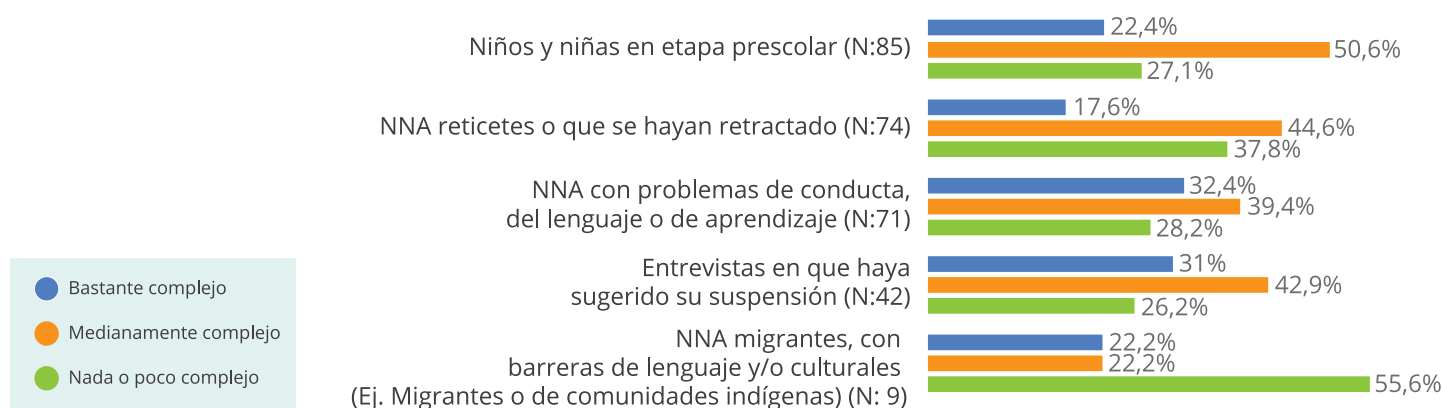 Niños y niñas en etapa prescolar (N:85)
22,4%
50,6%
27,1%
NNA reticetes o que se hayan retractado (N:74)
17,6%
44,6%
37,8%
NNA con problemas de conducta,
del lenguaje o de aprendizaje (N:71)
32,4%
39,4%
28,2%
Entrevistas en que haya
sugerido su suspensión (N:42)
31%
42,9%
26,2%
NNA migrantes, con
barreras de lenguaje y/o culturales
(Ej. Migrantes o de comunidades indígenas) (N: 9)
22,2%
22,2%
55,6%
Bastante complejo
Medianamente complejo
Nada o poco complejo